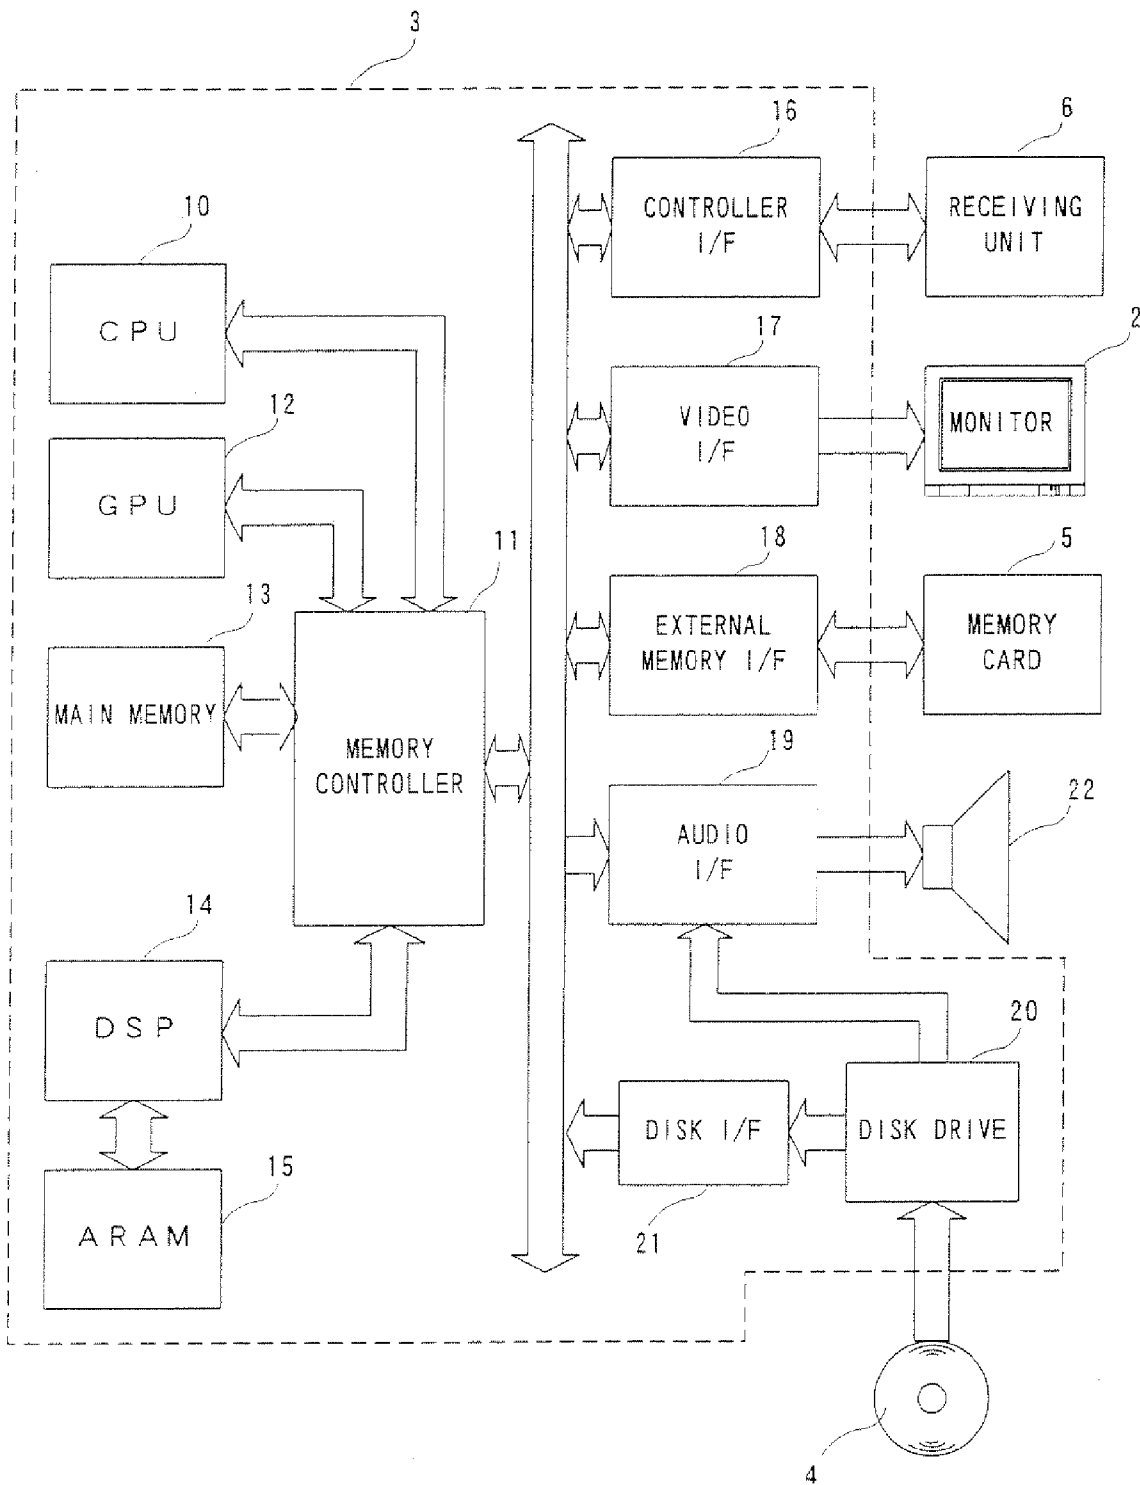 3
16
6
10
CONTROLLER
I/F
RECEIVING
UNIT
CPU
17
2
12
VIDEO
I/F
MONITOR
GPU
11
18
5
13
EXTERNAL
MEMORY I/F
MEMORY
CARD
MAIN MEMORY
MEMORY
CONTROLLER
19
22
AUDIO
I/F
14
DSP
20
DISK I/F
DISK DRIVE
15
21
ARAM
4